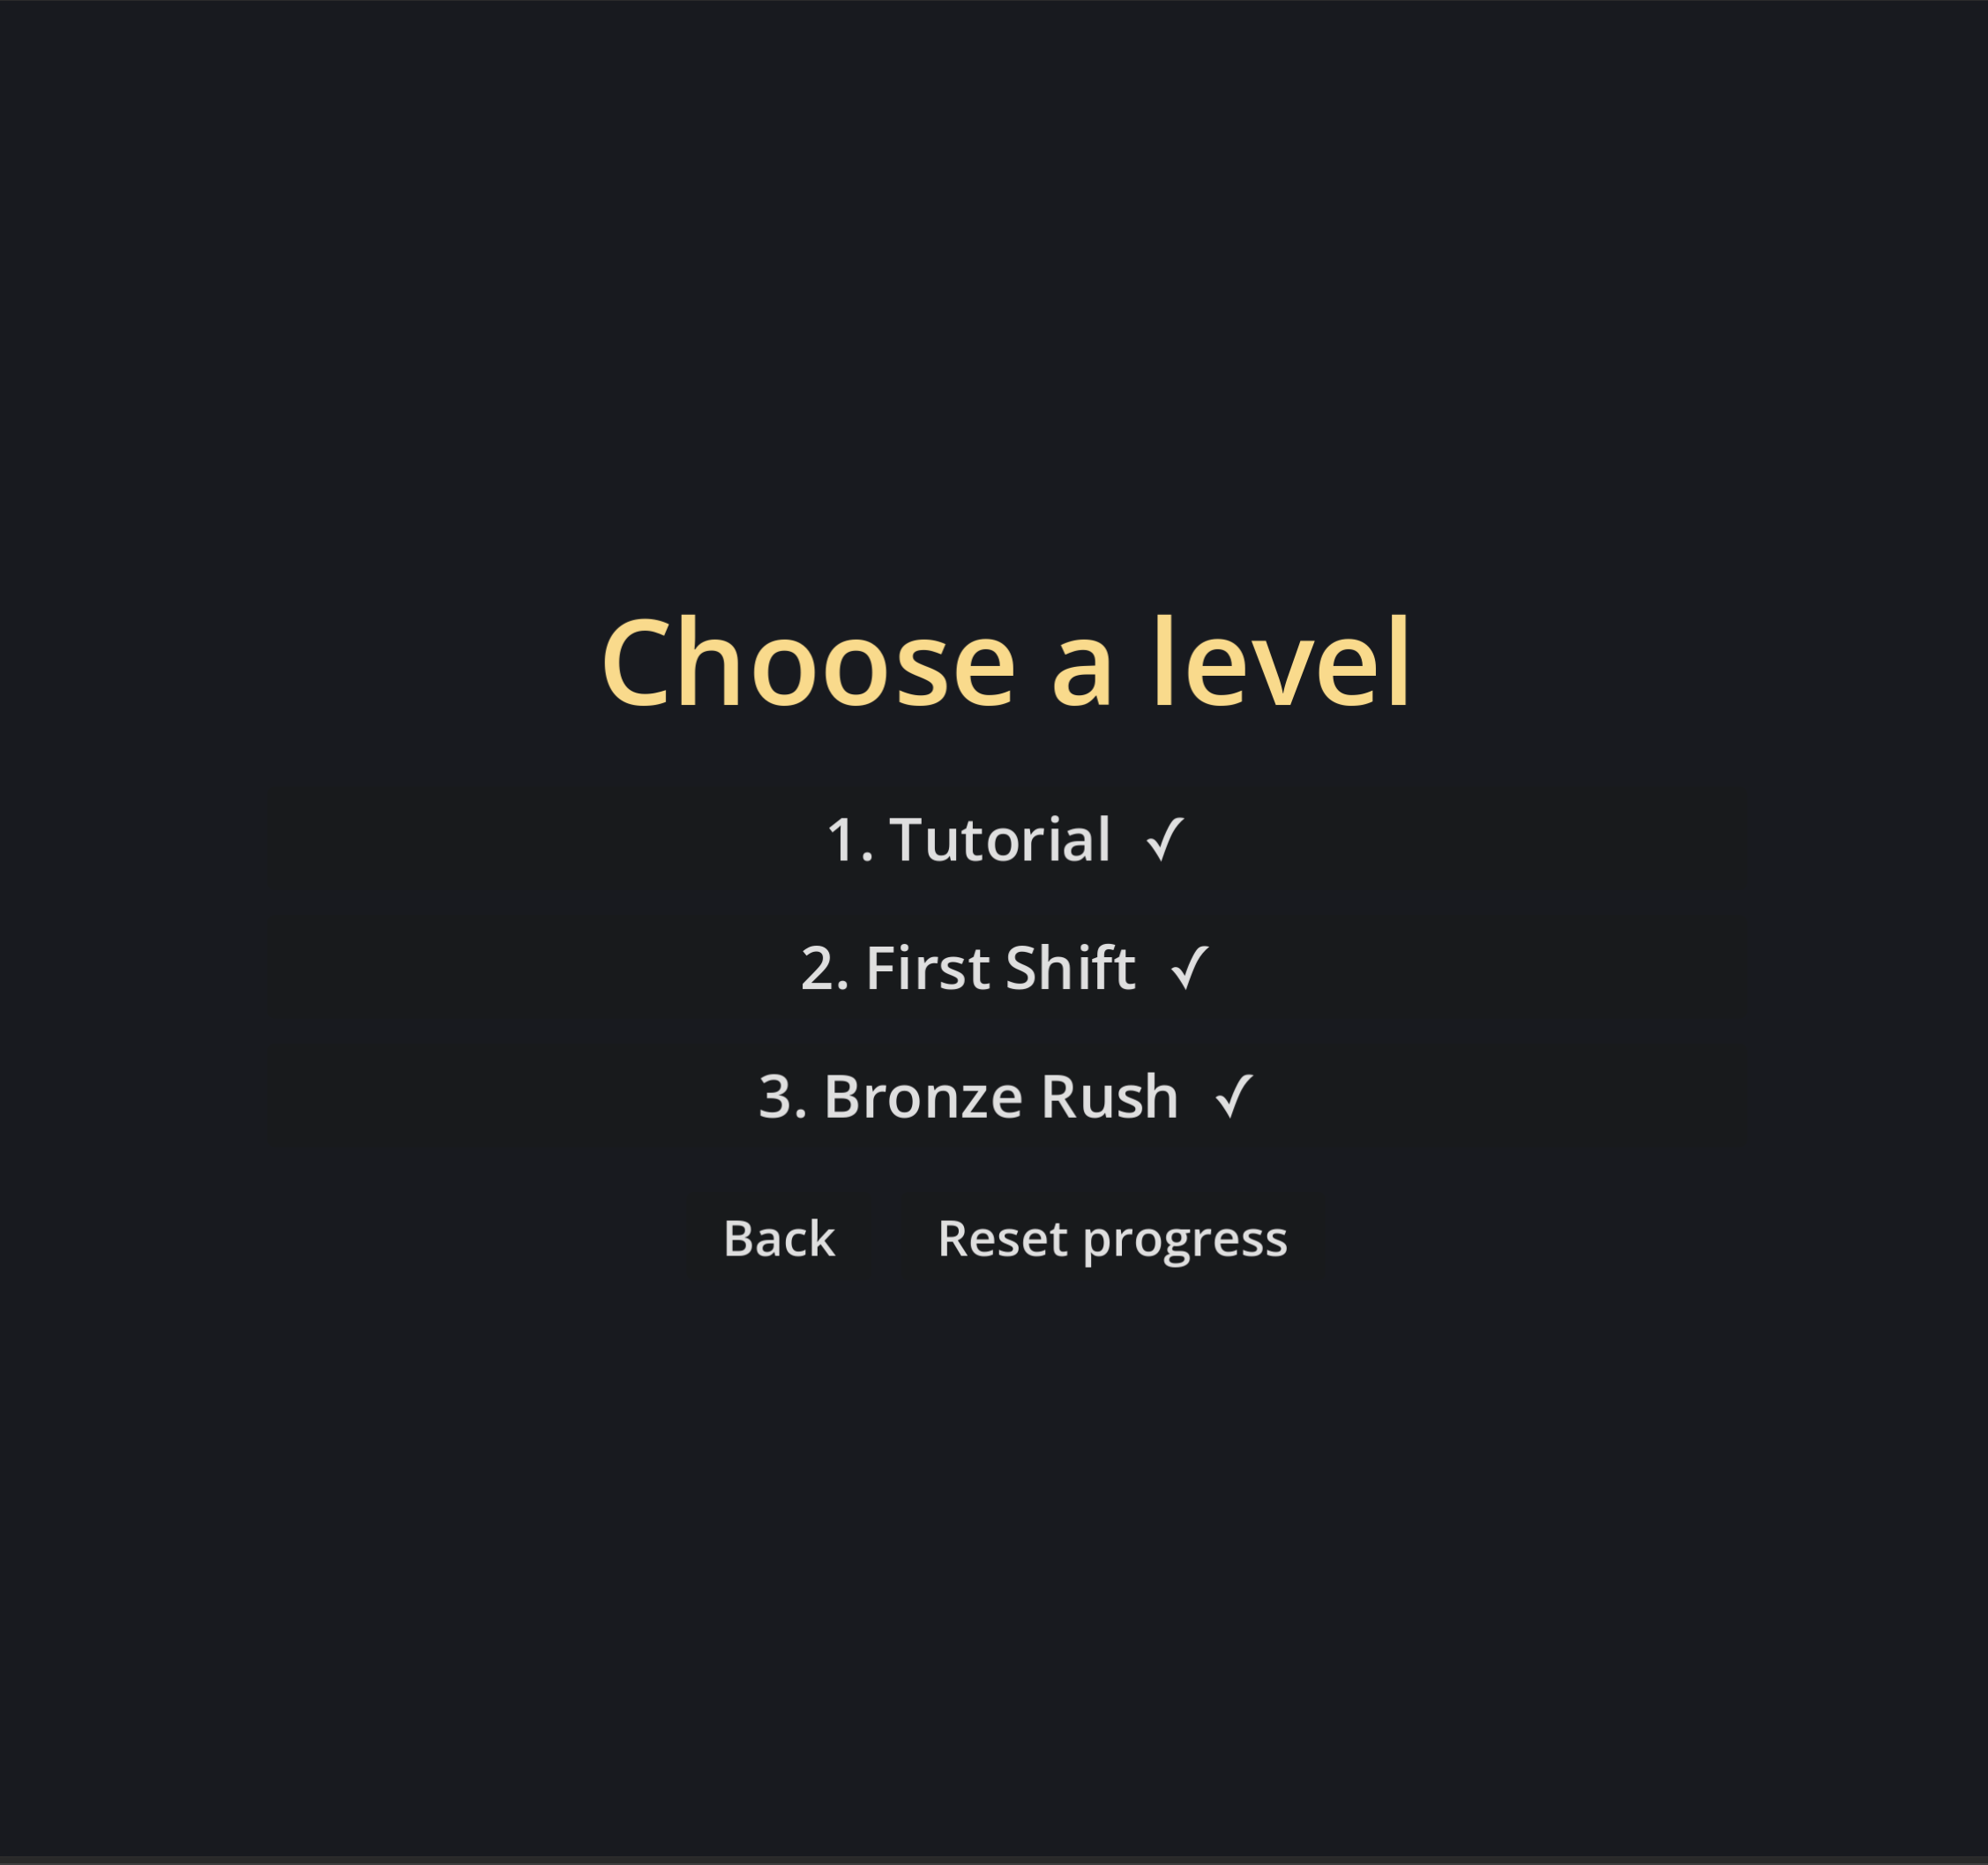 Choose a level
1. Tutorial ✓
2. First Shift ✓
3. Bronze Rush ✓
Back Reset progress